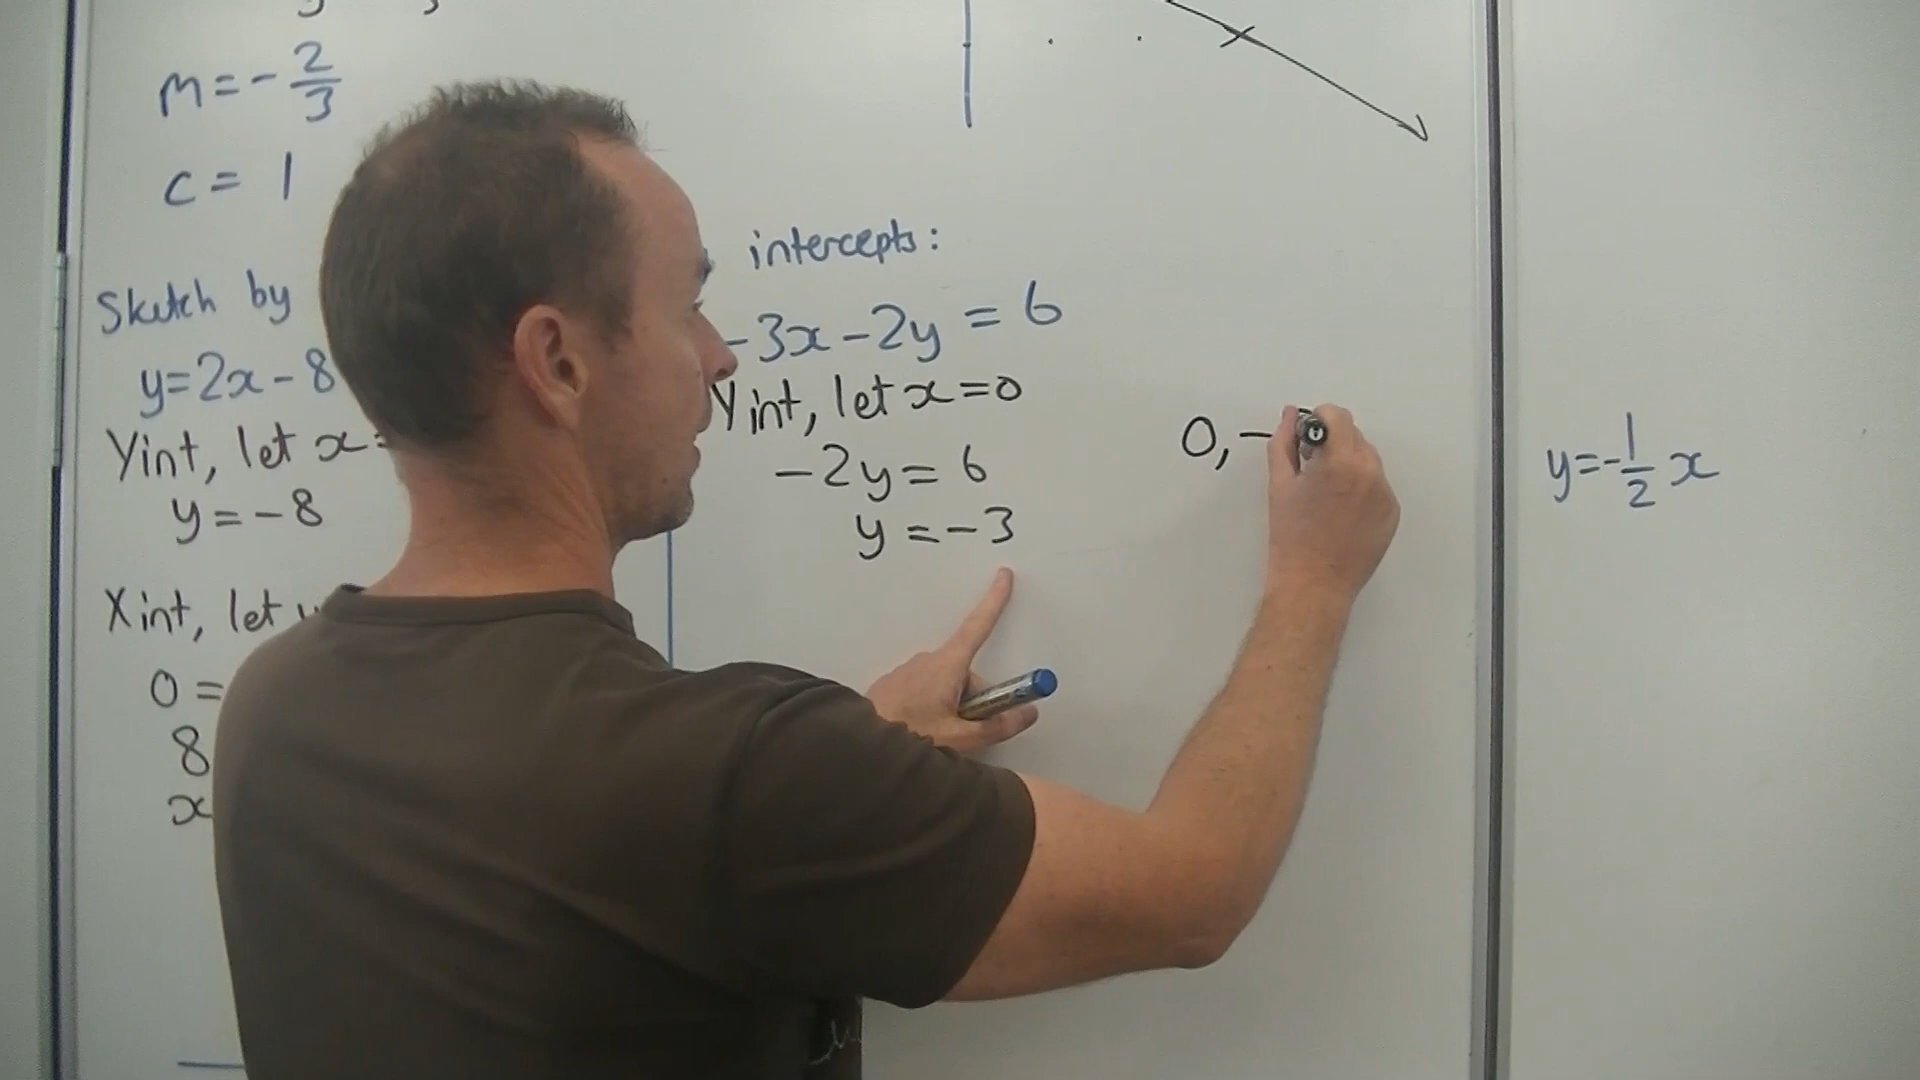 m = - 2/3
c = 1
Sketch by
intercepts:
y=2x-8
Yint, let x=
y = -8
Xint, let y
0 =
8
x
-3x-2y = 6
Yint, let x=0
-2y = 6
y = -3
0, -
y=-1/2 x